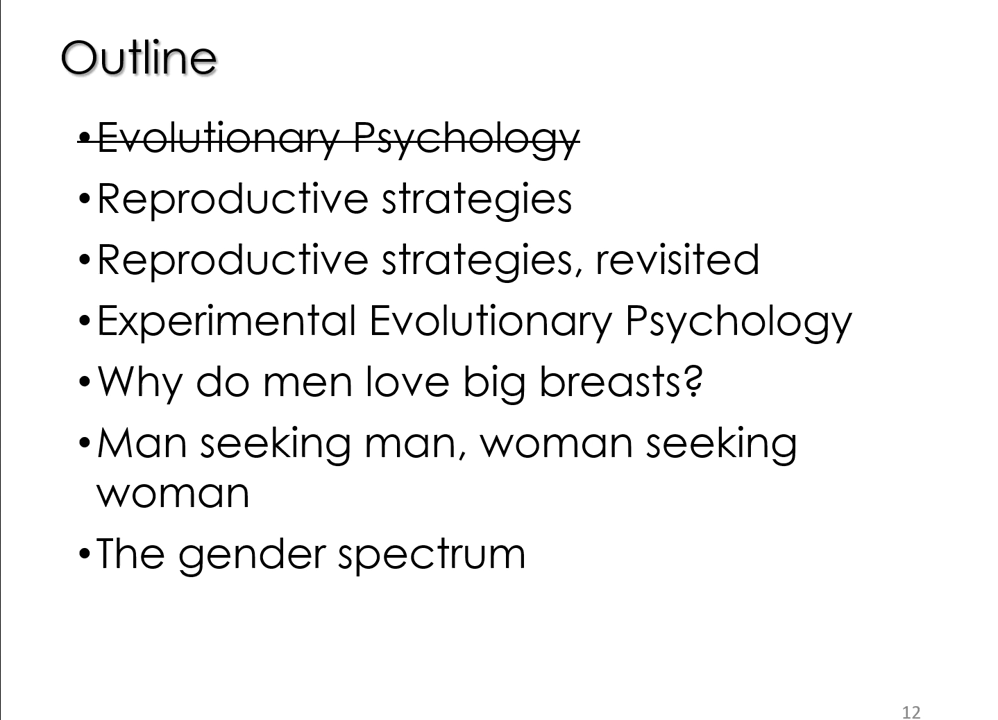 Outline
•Evolutionary Psychology
•Reproductive strategies
•Reproductive strategies, revisited
•Experimental Evolutionary Psychology
•Why do men love big breasts?
•Man seeking man, woman seeking
woman
•The gender spectrum
12